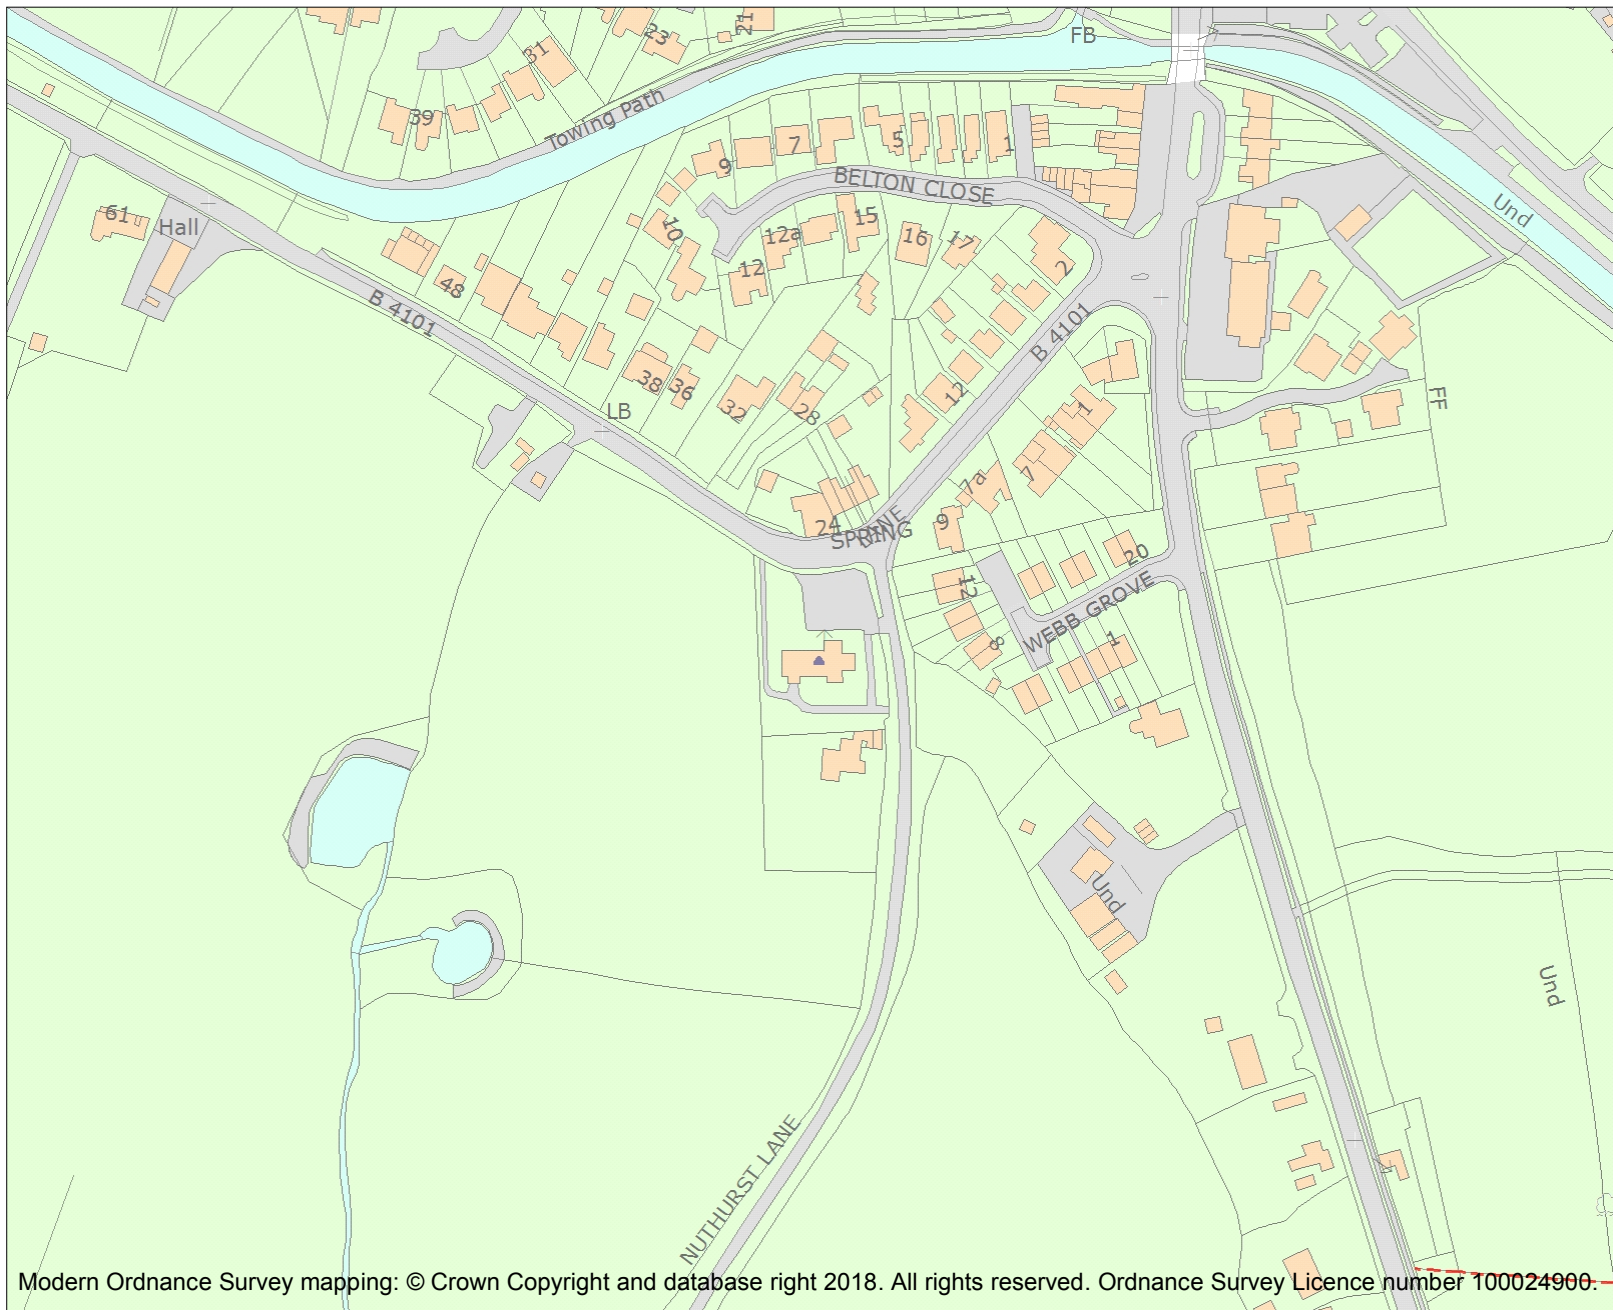 21
23
FB
31
39
Towing Path
9
7
5
1
BELTON CLOSE
Und
61
Hall
10
12a
15
16
17
12
2
48
B 4101
B 4101
38
36
32
28
LB
12
1
FF
7
7a
24
9
SPRING
LANE
20
12
WEBB GROVE
8
1
Und
Und
NUTHURST LANE
Modern Ordnance Survey mapping: © Crown Copyright and database right 2018. All rights reserved. Ordnance Survey Licence number 100024900.